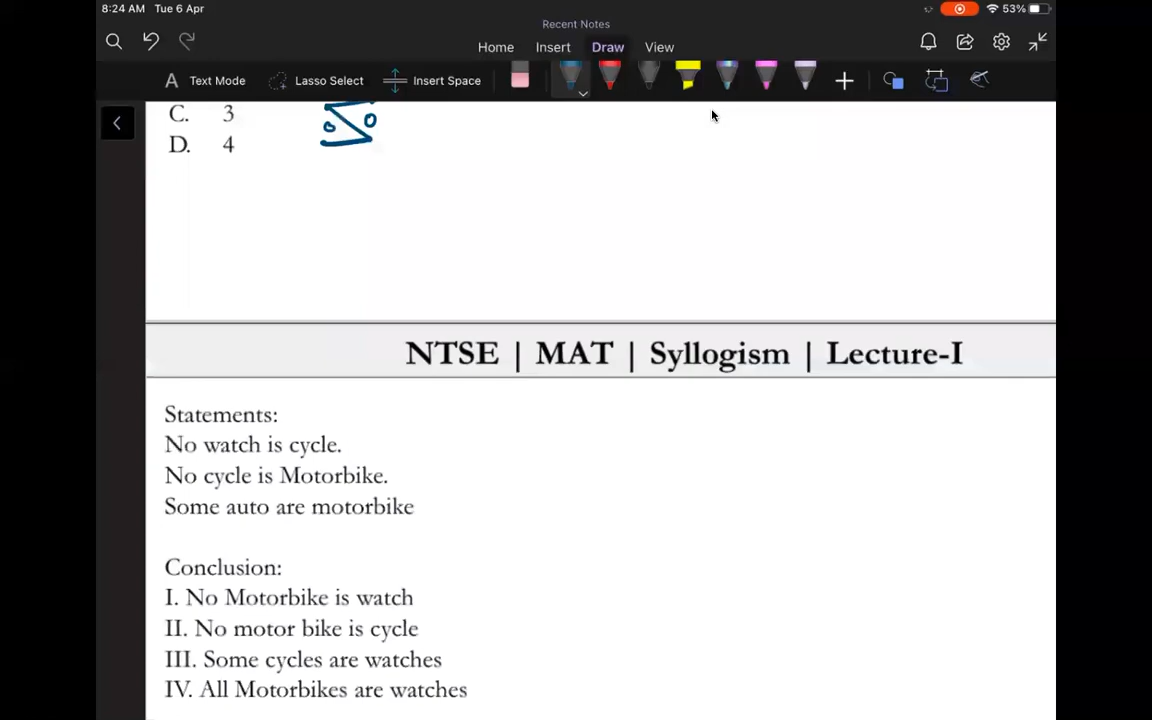 8:24 AM Tue 6 Apr
53%
Recent Notes
Home Insert Draw View
Text Mode Lasso Select Insert Space
C. 3
D. 4
NTSE | MAT | Syllogism | Lecture-I
Statements:
No watch is cycle.
No cycle is Motorbike.
Some auto are motorbike
Conclusion:
I. No Motorbike is watch
II. No motor bike is cycle
III. Some cycles are watches
IV. All Motorbikes are watches